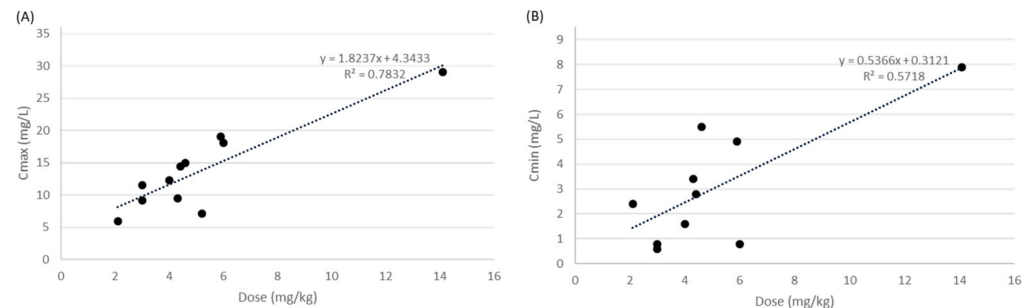 (A)
35
30
25
20
15
10
5
0
Cmax (mg/L)
y = 1.8237x + 4.3433
R² = 0.7832
0 2 4 6 8 10 12 14 16
Dose (mg/kg)
(B)
9
8
7
6
5
4
3
2
1
0
Cmin (mg/L)
y = 0.5366x + 0.3121
R² = 0.5718
0 2 4 6 8 10 12 14 16
Dose (mg/kg)